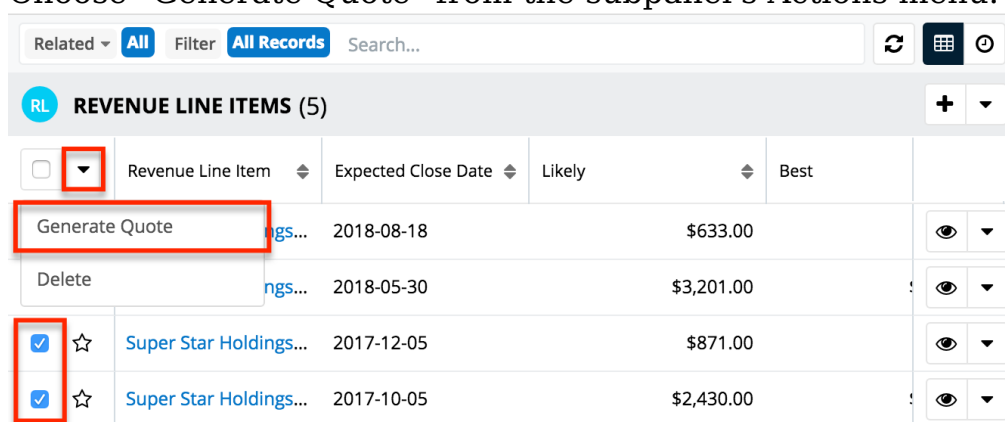 Choose "Generate Quote" from the subpanel's Actions menu.
Related All Filter All Records Search...
RL REVENUE LINE ITEMS (5)
Revenue Line Item Expected Close Date Likely Best
Generate Quote ngs... 2018-08-18 $633.00
Delete ngs... 2018-05-30 $3,201.00
Super Star Holdings... 2017-12-05 $871.00
Super Star Holdings... 2017-10-05 $2,430.00